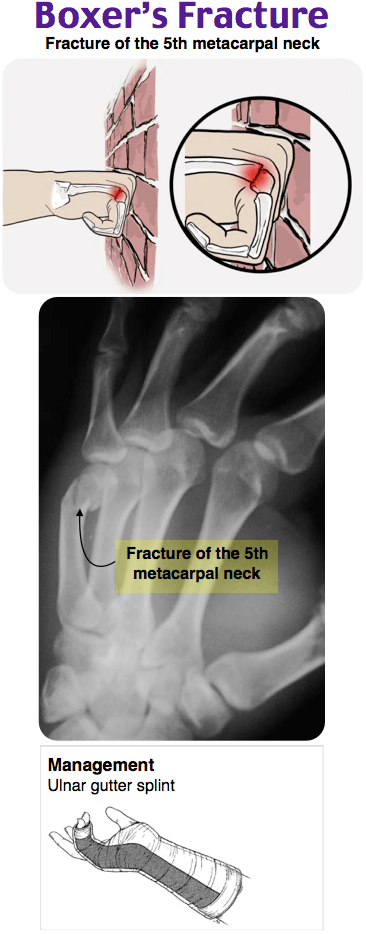 Boxer's Fracture
Fracture of the 5th metacarpal neck
Fracture of the 5th
metacarpal neck
Management
Ulnar gutter splint